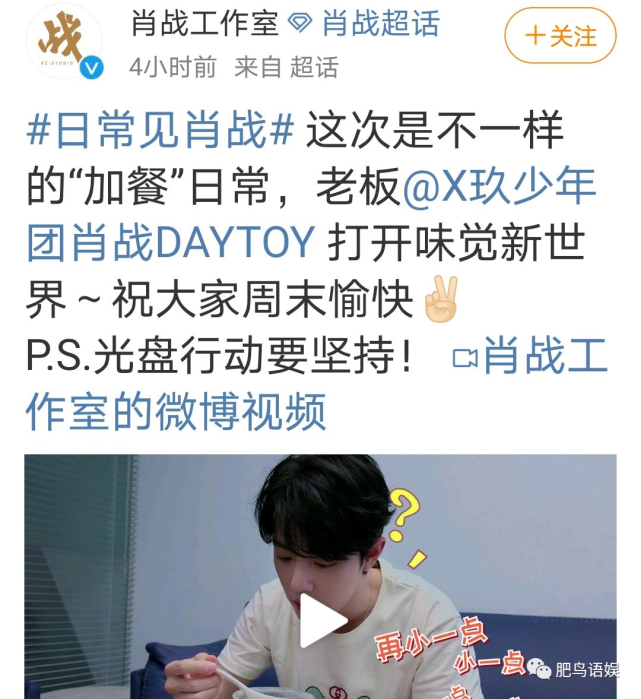 战
XZ-STUDIO
肖战工作室 肖战超话
+关注
4小时前 来自 超话
#日常见肖战# 这次是不一样
的“加餐”日常，老板@X玖少年
团肖战DAYTOY 打开味觉新世
界~祝大家周末愉快✌🏻
P.S.光盘行动要坚持！ 肖战工
作室的微博视频
?
再小一点
小一点
肥鸟语娱